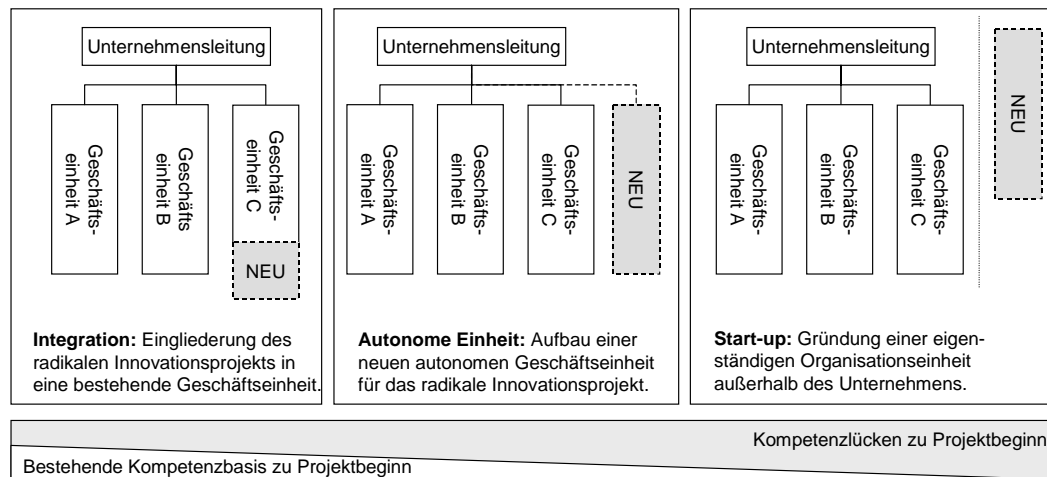 Unternehmensleitung
Geschäfts-
einheit A
Geschäfts
einheit B
Geschäfts-
einheit C
NEU
Integration: Eingliederung des
radikalen Innovationsprojekts in
eine bestehende Geschäftseinheit.
Unternehmensleitung
Geschäfts-
einheit A
Geschäfts-
einheit B
Geschäfts-
einheit C
NEU
Autonome Einheit: Aufbau einer
neuen autonomen Geschäftseinheit
für das radikale Innovationsprojekt.
Unternehmensleitung
Geschäfts-
einheit A
Geschäfts-
einheit B
Geschäfts-
einheit C
NEU
Start-up: Gründung einer eigen-
ständigen Organisationseinheit
außerhalb des Unternehmens.
Kompetenzlücken zu Projektbeginn
Bestehende Kompetenzbasis zu Projektbeginn